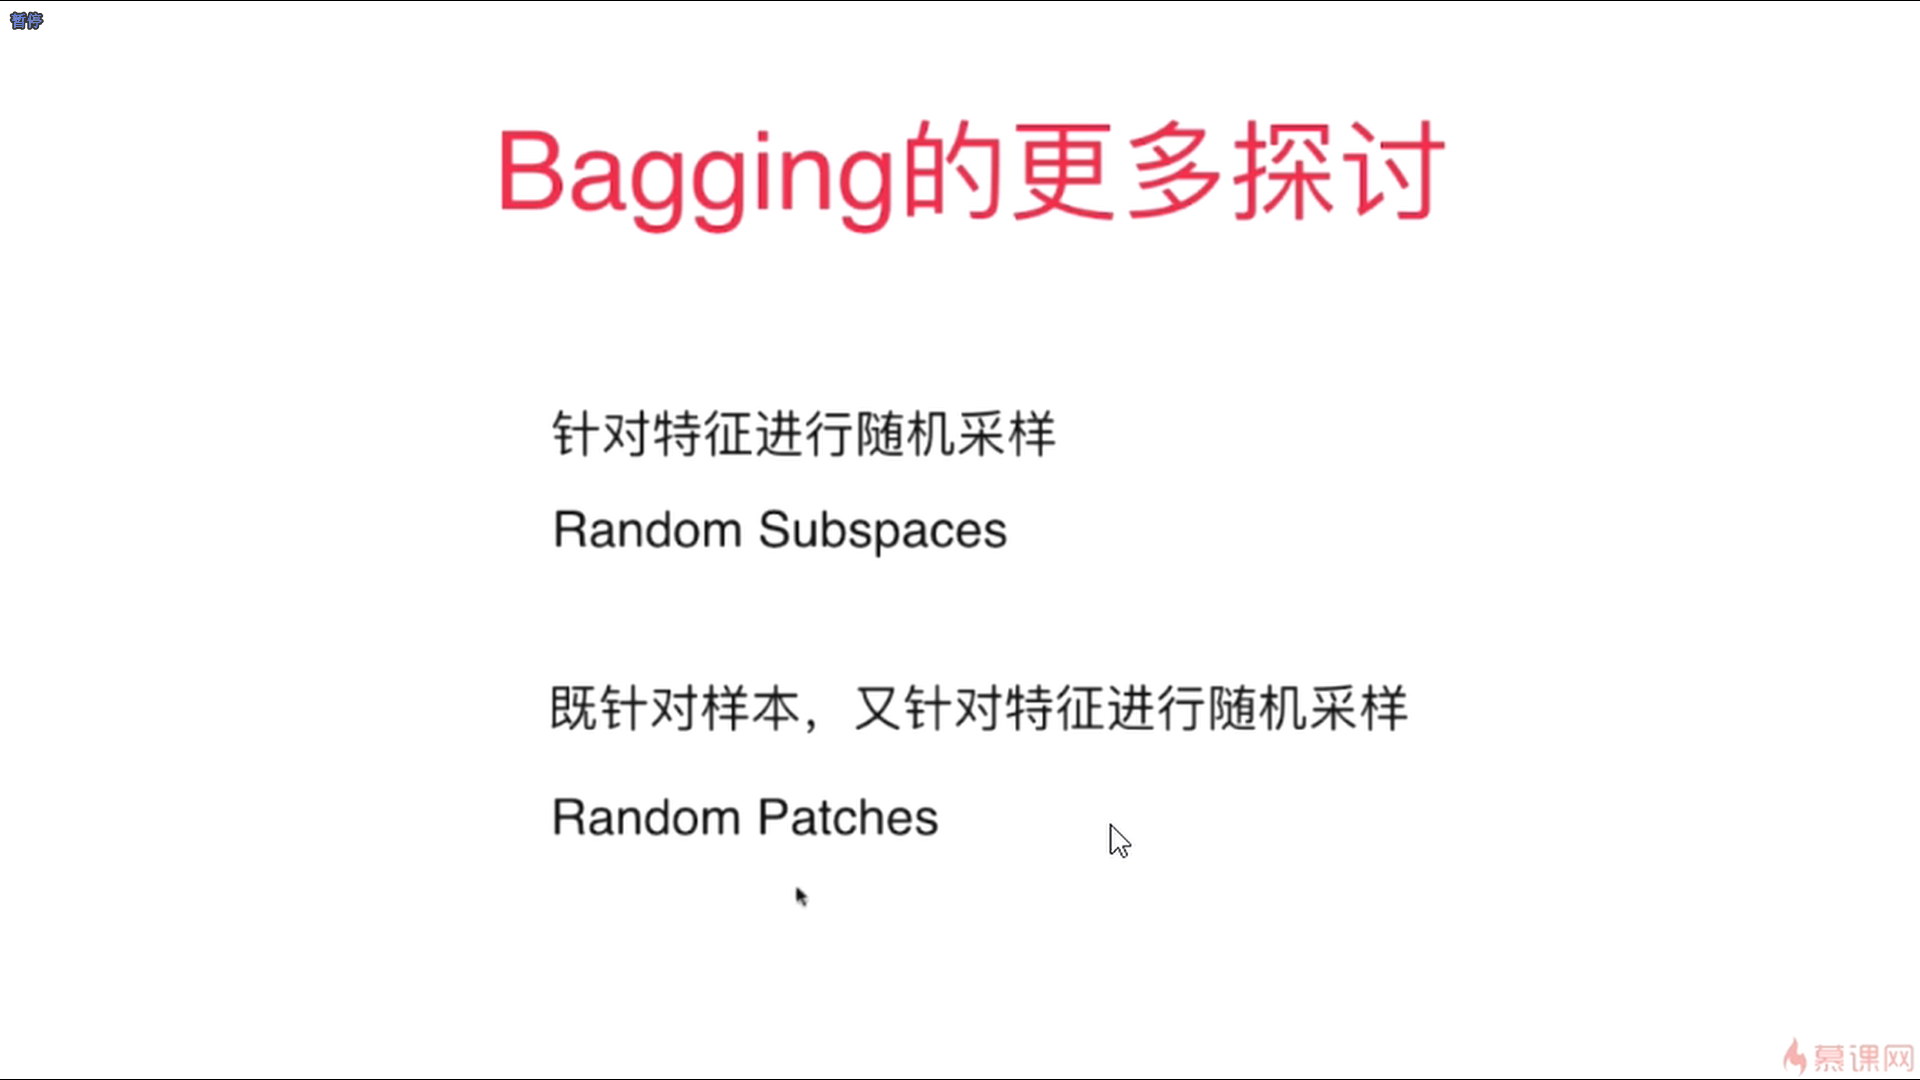 暂停
Bagging的更多探讨
针对特征进行随机采样
Random Subspaces
既针对样本，又针对特征进行随机采样
Random Patches
慕课网